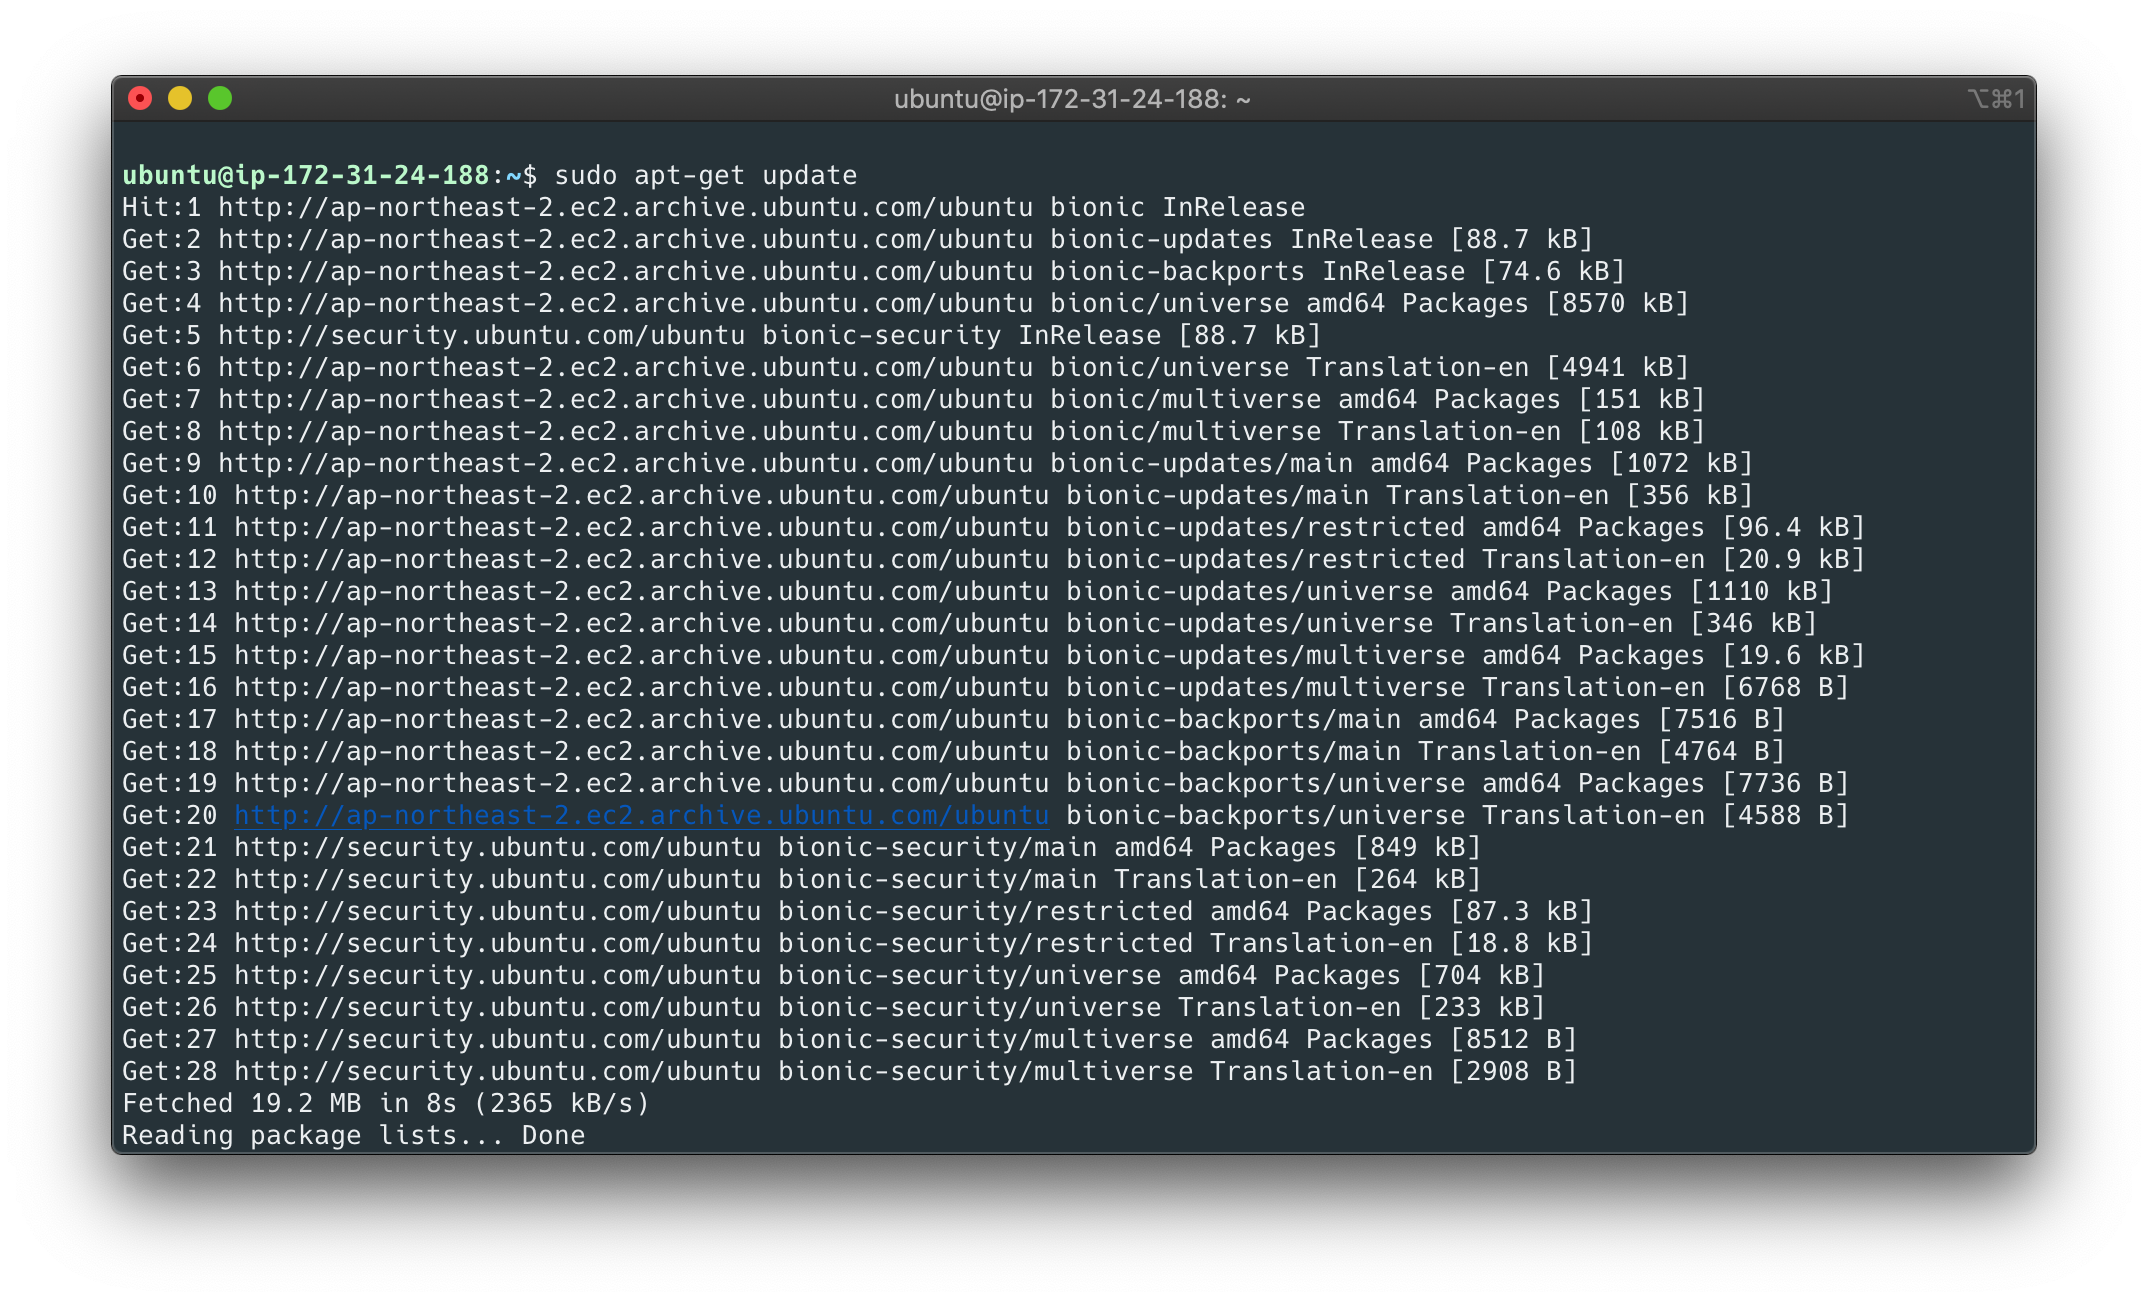 ubuntu@ip-172-31-24-188: ~ ⌥⌘1
ubuntu@ip-172-31-24-188:~$ sudo apt-get update
Hit:1 http://ap-northeast-2.ec2.archive.ubuntu.com/ubuntu bionic InRelease
Get:2 http://ap-northeast-2.ec2.archive.ubuntu.com/ubuntu bionic-updates InRelease [88.7 kB]
Get:3 http://ap-northeast-2.ec2.archive.ubuntu.com/ubuntu bionic-backports InRelease [74.6 kB]
Get:4 http://ap-northeast-2.ec2.archive.ubuntu.com/ubuntu bionic/universe amd64 Packages [8570 kB]
Get:5 http://security.ubuntu.com/ubuntu bionic-security InRelease [88.7 kB]
Get:6 http://ap-northeast-2.ec2.archive.ubuntu.com/ubuntu bionic/universe Translation-en [4941 kB]
Get:7 http://ap-northeast-2.ec2.archive.ubuntu.com/ubuntu bionic/multiverse amd64 Packages [151 kB]
Get:8 http://ap-northeast-2.ec2.archive.ubuntu.com/ubuntu bionic/multiverse Translation-en [108 kB]
Get:9 http://ap-northeast-2.ec2.archive.ubuntu.com/ubuntu bionic-updates/main amd64 Packages [1072 kB]
Get:10 http://ap-northeast-2.ec2.archive.ubuntu.com/ubuntu bionic-updates/main Translation-en [356 kB]
Get:11 http://ap-northeast-2.ec2.archive.ubuntu.com/ubuntu bionic-updates/restricted amd64 Packages [96.4 kB]
Get:12 http://ap-northeast-2.ec2.archive.ubuntu.com/ubuntu bionic-updates/restricted Translation-en [20.9 kB]
Get:13 http://ap-northeast-2.ec2.archive.ubuntu.com/ubuntu bionic-updates/universe amd64 Packages [1110 kB]
Get:14 http://ap-northeast-2.ec2.archive.ubuntu.com/ubuntu bionic-updates/universe Translation-en [346 kB]
Get:15 http://ap-northeast-2.ec2.archive.ubuntu.com/ubuntu bionic-updates/multiverse amd64 Packages [19.6 kB]
Get:16 http://ap-northeast-2.ec2.archive.ubuntu.com/ubuntu bionic-updates/multiverse Translation-en [6768 B]
Get:17 http://ap-northeast-2.ec2.archive.ubuntu.com/ubuntu bionic-backports/main amd64 Packages [7516 B]
Get:18 http://ap-northeast-2.ec2.archive.ubuntu.com/ubuntu bionic-backports/main Translation-en [4764 B]
Get:19 http://ap-northeast-2.ec2.archive.ubuntu.com/ubuntu bionic-backports/universe amd64 Packages [7736 B]
Get:20 http://ap-northeast-2.ec2.archive.ubuntu.com/ubuntu bionic-backports/universe Translation-en [4588 B]
Get:21 http://security.ubuntu.com/ubuntu bionic-security/main amd64 Packages [849 kB]
Get:22 http://security.ubuntu.com/ubuntu bionic-security/main Translation-en [264 kB]
Get:23 http://security.ubuntu.com/ubuntu bionic-security/restricted amd64 Packages [87.3 kB]
Get:24 http://security.ubuntu.com/ubuntu bionic-security/restricted Translation-en [18.8 kB]
Get:25 http://security.ubuntu.com/ubuntu bionic-security/universe amd64 Packages [704 kB]
Get:26 http://security.ubuntu.com/ubuntu bionic-security/universe Translation-en [233 kB]
Get:27 http://security.ubuntu.com/ubuntu bionic-security/multiverse amd64 Packages [8512 B]
Get:28 http://security.ubuntu.com/ubuntu bionic-security/multiverse Translation-en [2908 B]
Fetched 19.2 MB in 8s (2365 kB/s)
Reading package lists... Done